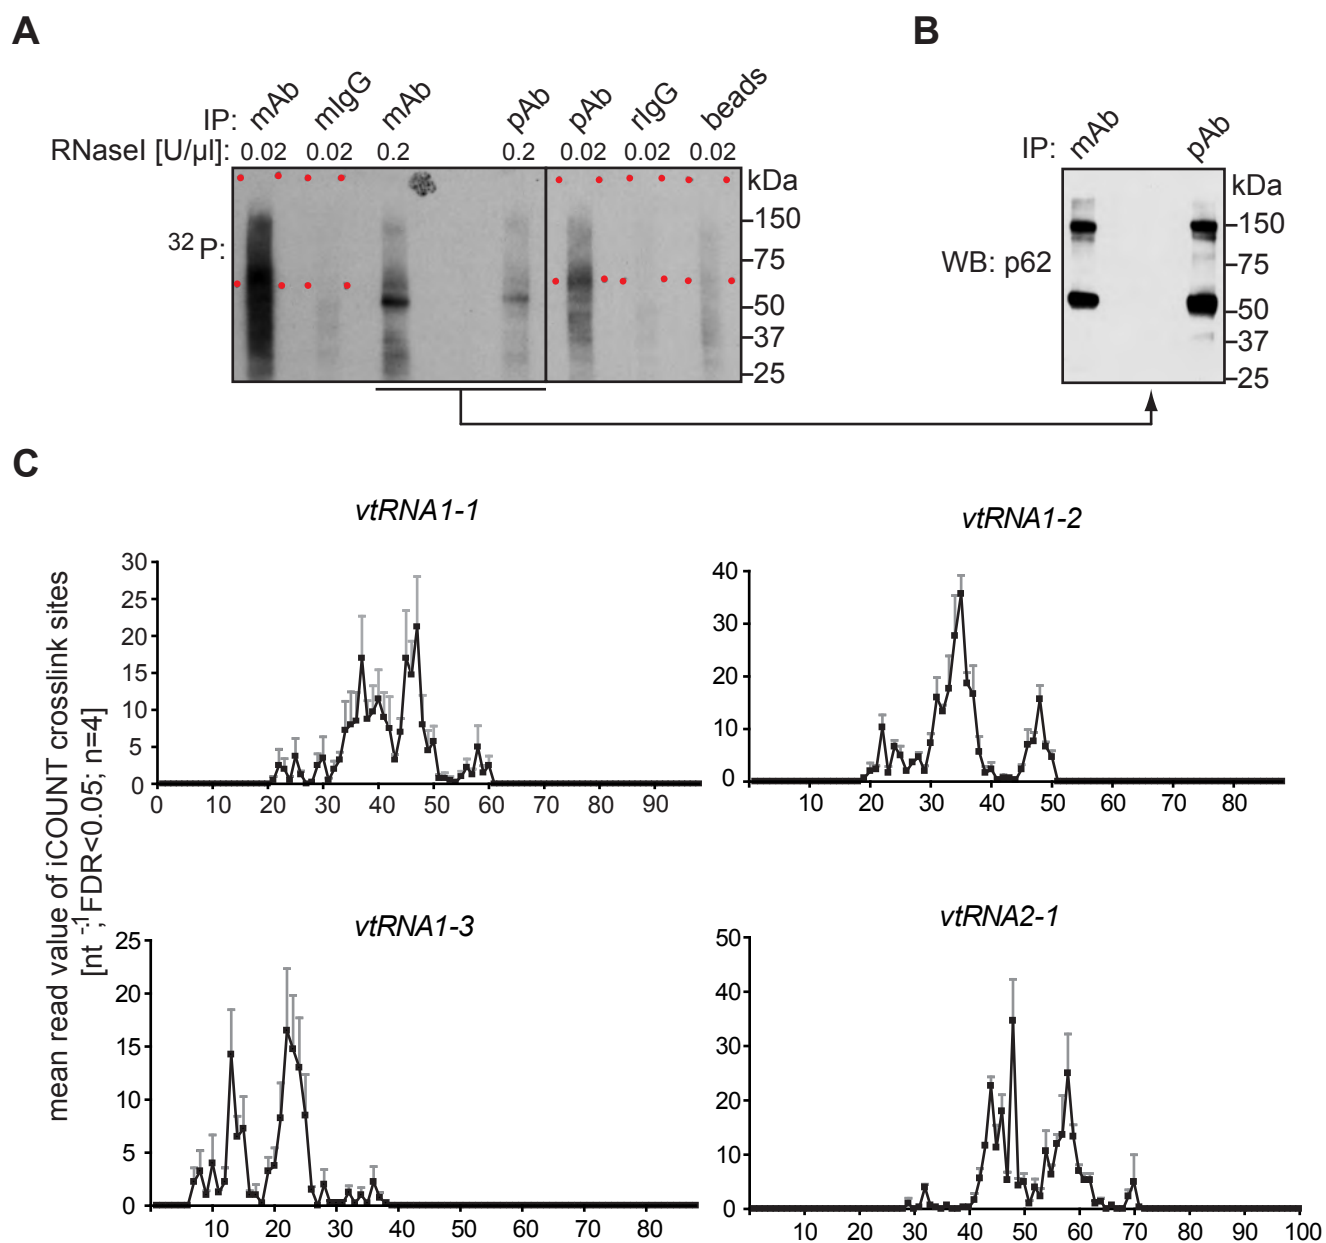 A
B
IP: mAb mIgG mAb pAb pAb rIgG beads
RNaseI [U/µl]: 0.02 0.02 0.2 0.2 0.02 0.02 0.02
kDa
150
75
50
37
25
32P:
IP: mAb pAb
kDa
150
75
50
37
25
WB: p62
C
mean read value of iCOUNT crosslink sites
[nt -1; FDR<0.05; n=4]
vtRNA1-1
30
25
20
15
10
5
0
0 10 20 30 40 50 60 70 80 90
vtRNA1-2
40
30
20
10
0
10 20 30 40 50 60 70 80
vtRNA1-3
25
20
15
10
5
0
10 20 30 40 50 60 70 80
vtRNA2-1
50
40
30
20
10
0
10 20 30 40 50 60 70 80 90 100